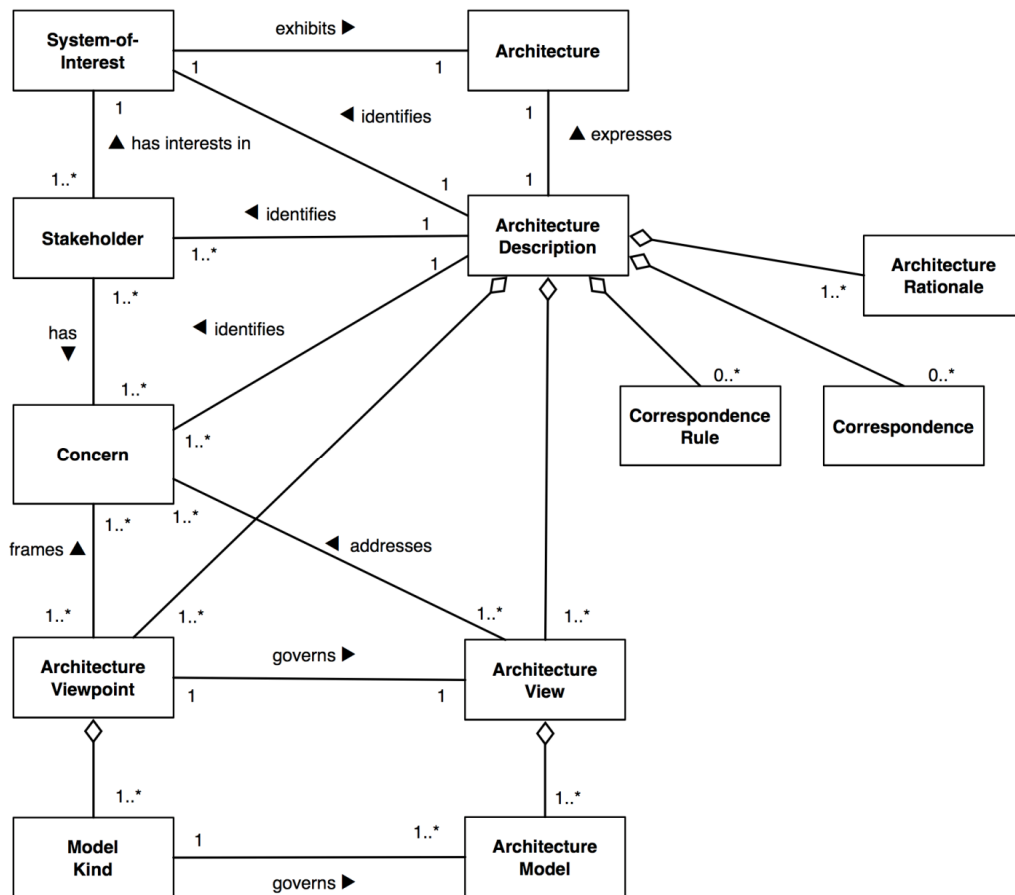 System-of-
Interest
exhibits ▶
Architecture
1
1
1
◀ identifies
1
▲ expresses
▲ has interests in
1..*
1
1
Stakeholder
◀ identifies
1
1..*
Architecture
Description
1
Architecture
Rationale
1..*
1..*
has
▼
◀ identifies
1..*
0..*
0..*
Correspondence
Rule
Correspondence
1..*
Concern
1..*
1..*
frames ▲
◀ addresses
1..*
1..*
1..*
1..*
Architecture
Viewpoint
governs ▶
Architecture
View
1
1
1..*
1..*
Model
Kind
1
1..*
Architecture
Model
governs ▶